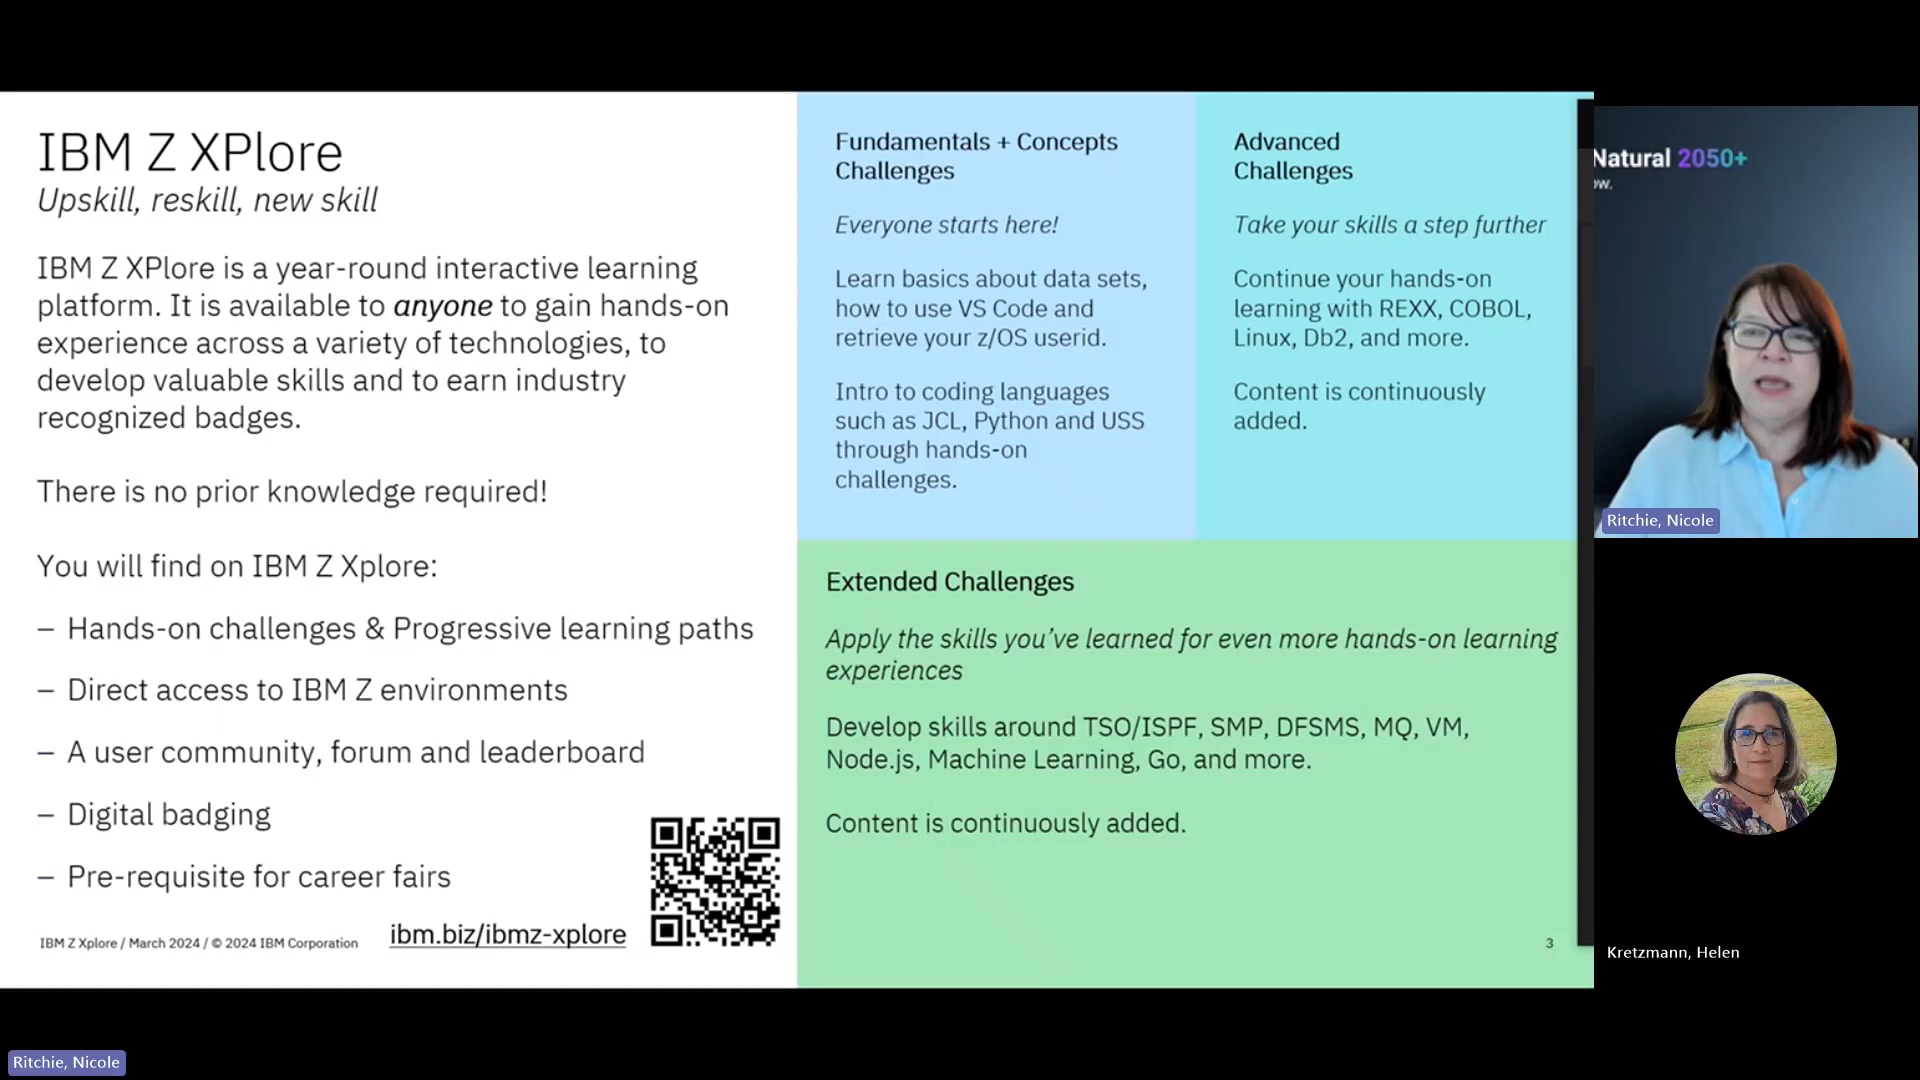 IBM Z XPlore
Upskill, reskill, new skill
IBM Z XPlore is a year-round interactive learning
platform. It is available to anyone to gain hands-on
experience across a variety of technologies, to
develop valuable skills and to earn industry
recognized badges.
There is no prior knowledge required!
You will find on IBM Z Xplore:
– Hands-on challenges & Progressive learning paths
– Direct access to IBM Z environments
– A user community, forum and leaderboard
– Digital badging
– Pre-requisite for career fairs
ibm.biz/ibmz-xplore
IBM Z Xplore / March 2024 / © 2024 IBM Corporation
Fundamentals + Concepts
Challenges
Everyone starts here!
Learn basics about data sets,
how to use VS Code and
retrieve your z/OS userid.
Intro to coding languages
such as JCL, Python and USS
through hands-on
challenges.
Advanced
Challenges
Take your skills a step further
Continue your hands-on
learning with REXX, COBOL,
Linux, Db2, and more.
Content is continuously
added.
Extended Challenges
Apply the skills you’ve learned for even more hands-on learning
experiences
Develop skills around TSO/ISPF, SMP, DFSMS, MQ, VM,
Node.js, Machine Learning, Go, and more.
Content is continuously added.
3
Natural 2050+
ow.
Ritchie, Nicole
Kretzmann, Helen
Ritchie, Nicole